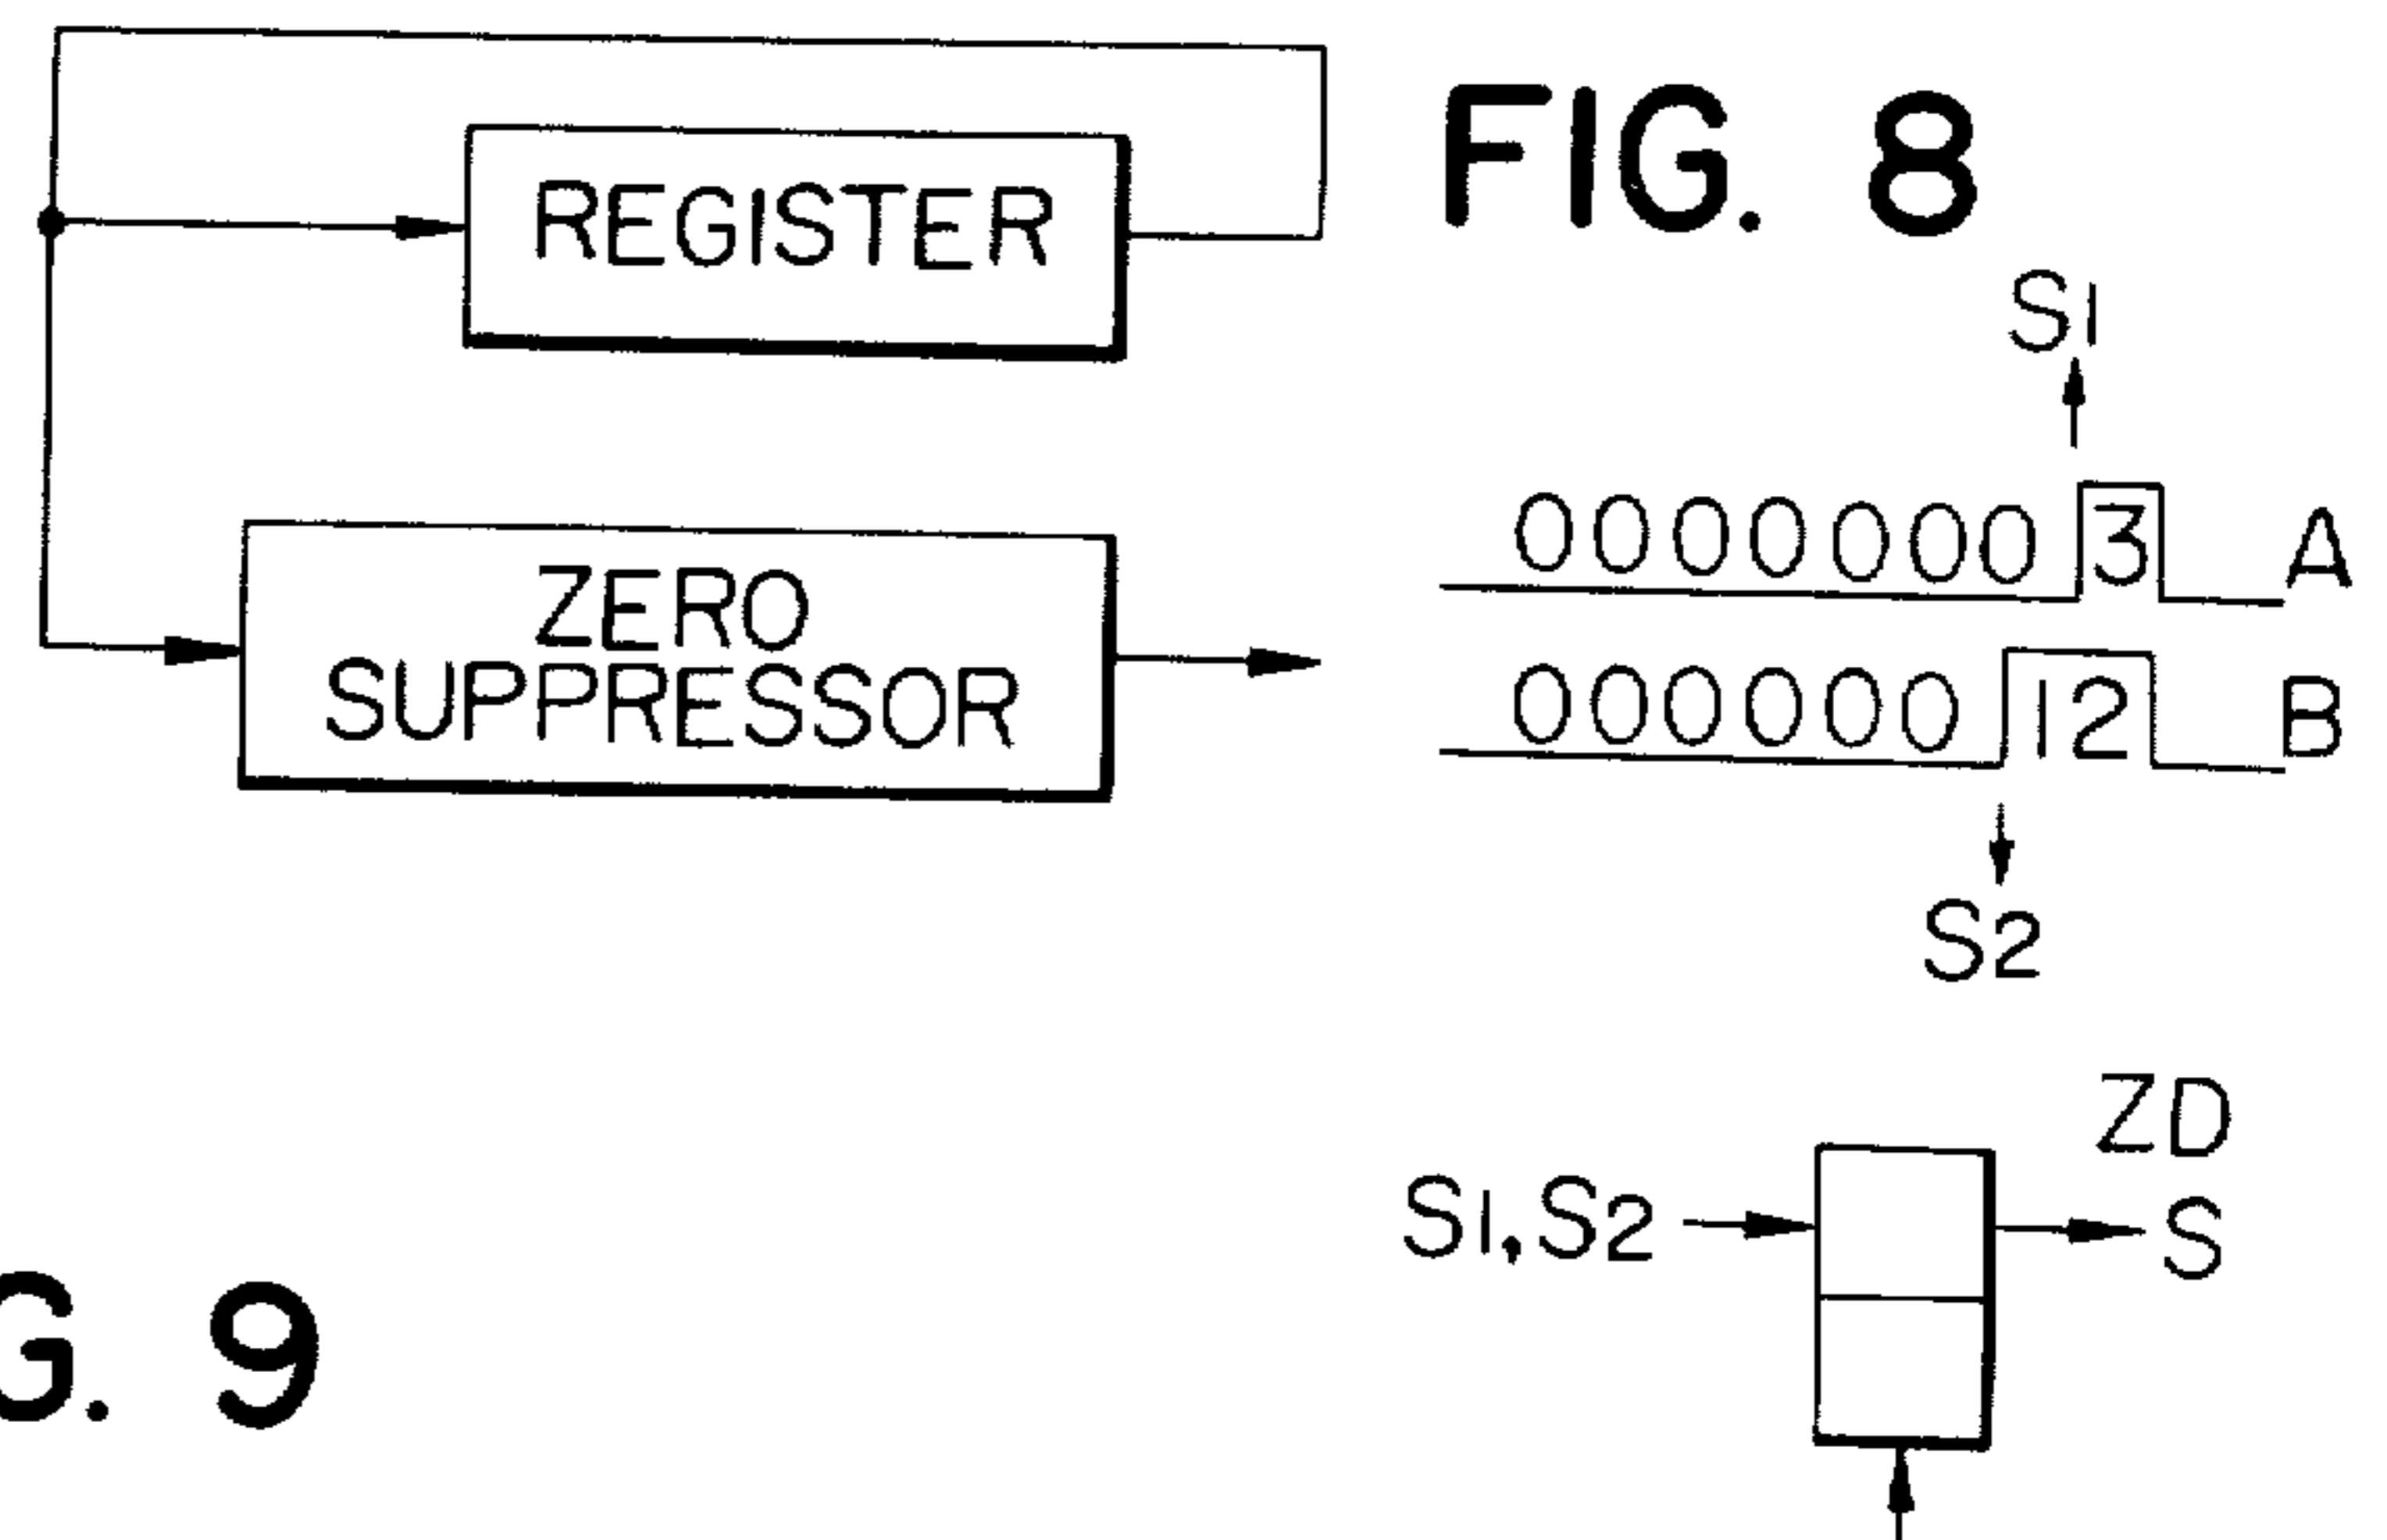 REGISTER
FIG. 8
S1
ZERO
SUPPRESSOR
0000000 3 A
000000 12 B
S2
ZD
S1, S2
S
G. 9